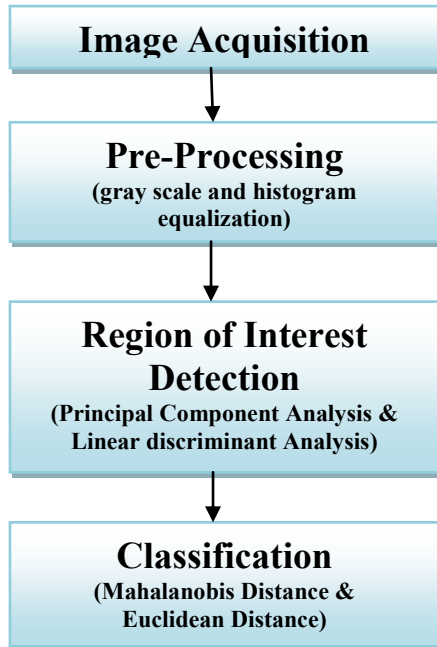 Image Acquisition
Pre-Processing
(gray scale and histogram
equalization)
Region of Interest
Detection
(Principal Component Analysis &
Linear discriminant Analysis)
Classification
(Mahalanobis Distance &
Euclidean Distance)